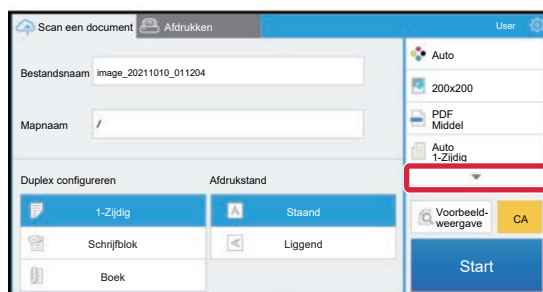 Scan een document
Afdrukken
User
Bestandsnaam
image_20211010_011204
Mapnaam
/
Duplex configureren
Afdrukstand
1-Zijdig
Staand
Schrijfblok
Liggend
Boek
Auto
200x200
PDF
Middel
Auto
1-Zijdig
Voorbeeld-
weergave
CA
Start